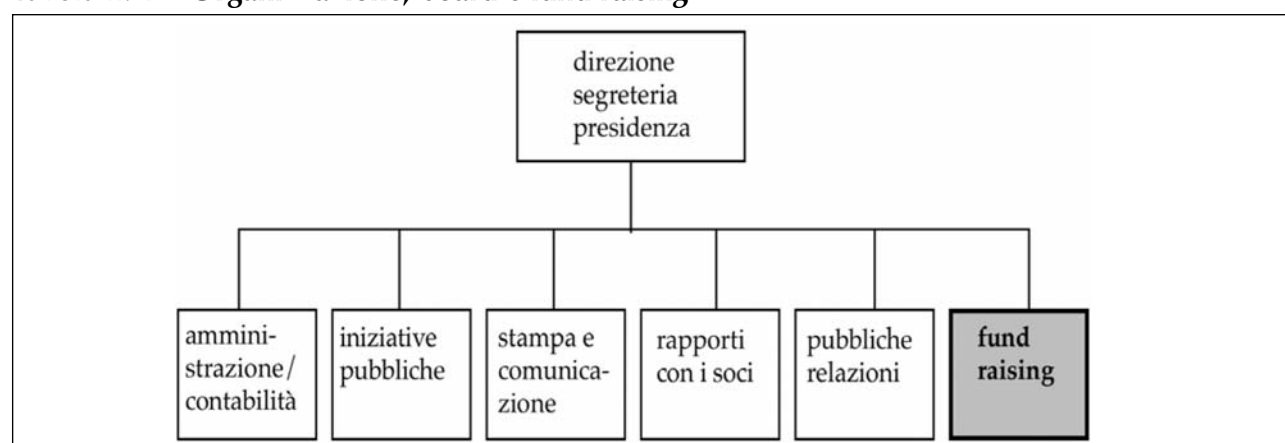 Organizzazione, board e fund raising
direzione
segreteria
presidenza
ammini-
strazione/
contabilità
iniziative
pubbliche
stampa e
comunica-
zione
rapporti
con i soci
pubbliche
relazioni
fund
raising